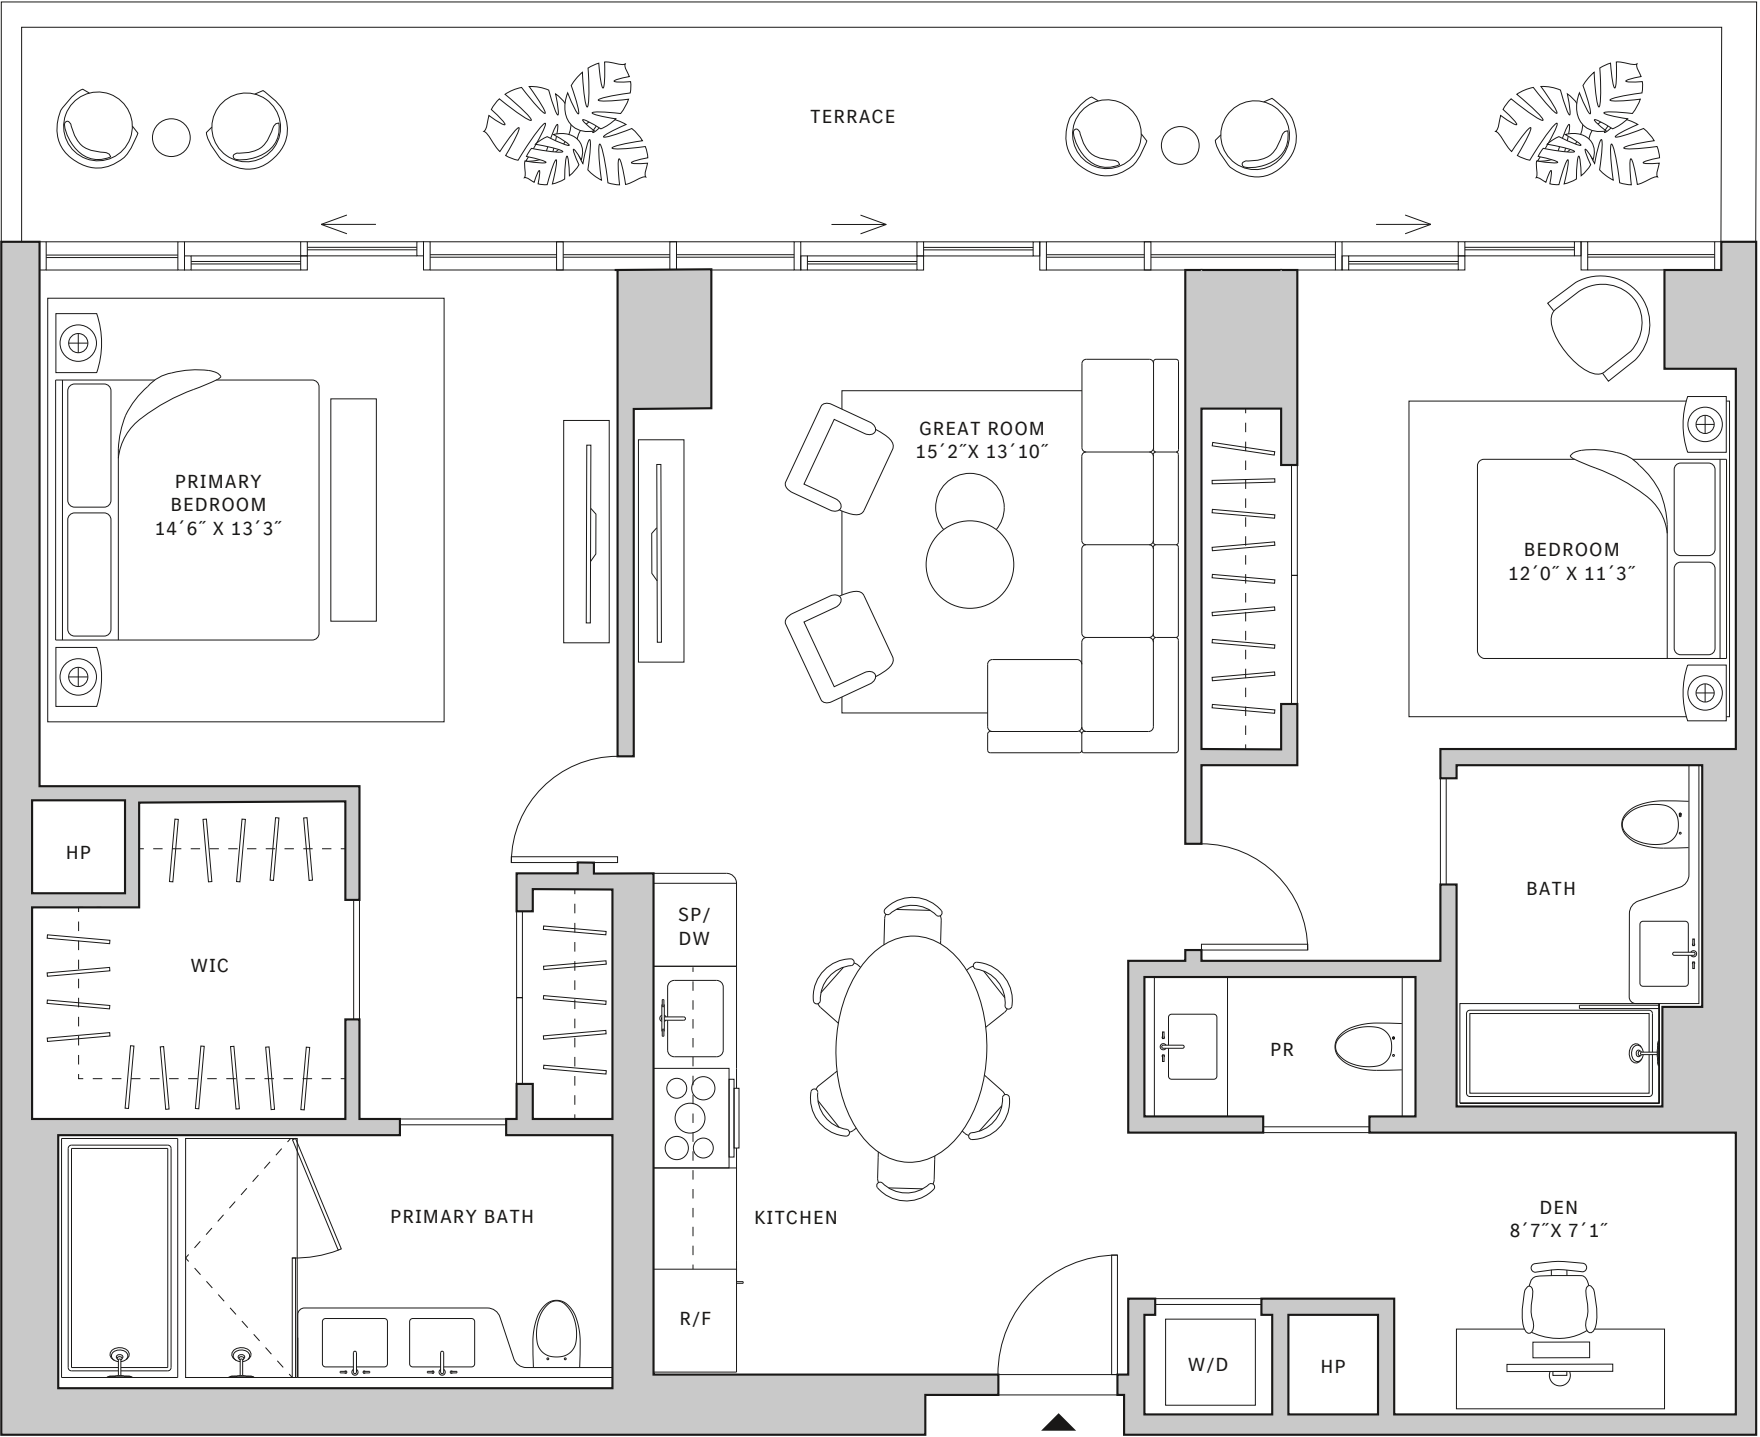 TERRACE
GREAT ROOM
15´2˝X 13´10˝
PRIMARY
BEDROOM
14´6˝ X 13´3˝
BEDROOM
12´0˝ X 11´3˝
HP
WIC
SP/
DW
BATH
PR
PRIMARY BATH
KITCHEN
DEN
8´7˝X 7´1˝
R/F
W/D
HP